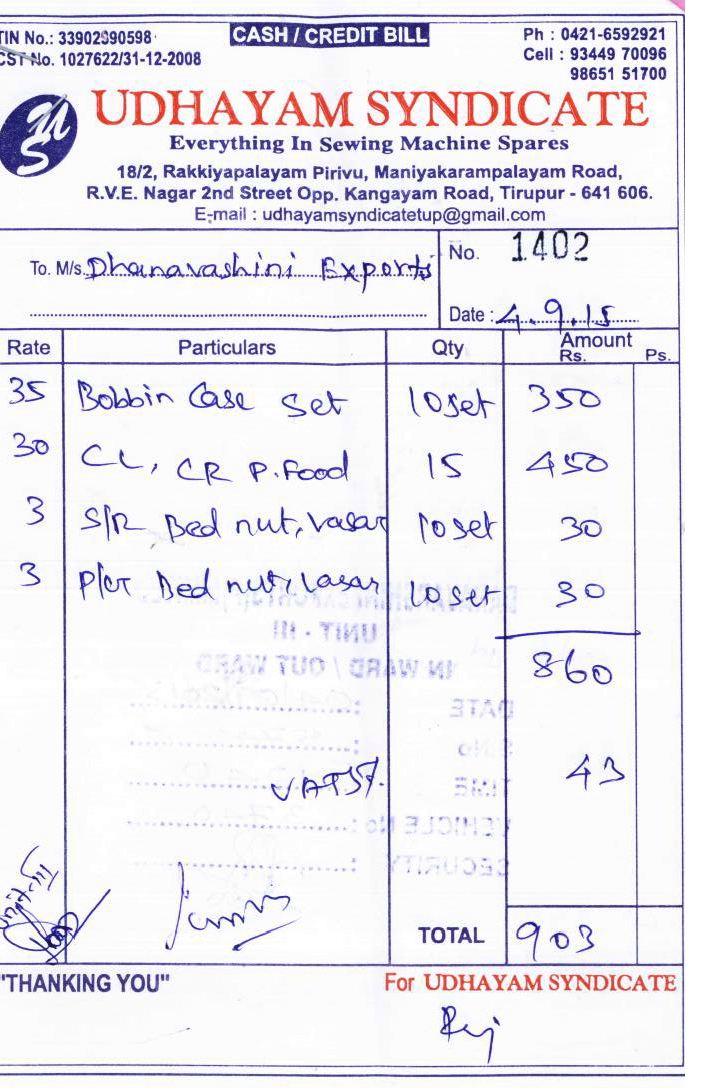 TIN No.: 33902590598
CASH / CREDIT BILL
Ph : 0421-6592921
CST No. 1027622/31-12-2008
Cell : 93449 70096
98651 51700
UDHAYAM SYNDICATE
Everything In Sewing Machine Spares
18/2, Rakkiyapalayam Pirivu, Maniyakarampalayam Road,
R.V.E. Nagar 2nd Street Opp. Kangayam Road, Tirupur - 641 606.
E-mail : udhayamsyndicatetup@gmail.com
To. M/s. Dhanavashini Exports
No. 1402
Date : 4.9.15
Rate Particulars Qty Amount Rs. Ps.
35 Bobbin Case Set 10 set 350
30 CL, CR P. Food 15 450
3 S/R Bed nut, vasar 10 set 30
3 P/CT Bed nut, vasar 10 set 30
UNIT - III
860
IN WARD / OUT WARD
DATE :
S.No :
VAT 5%. 43
TIME :
VEHICLE No :
SECURITY :
Unit-III
TOTAL 903
"THANKING YOU" For UDHAYAM SYNDICATE